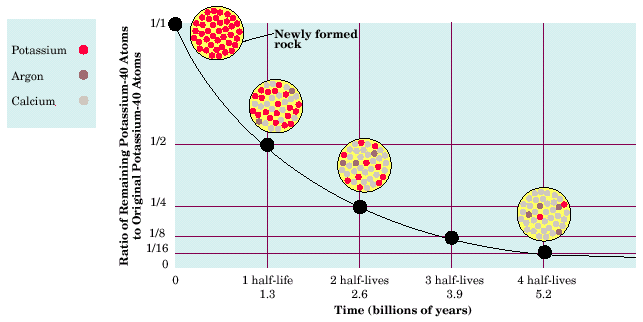 Potassium
Argon
Calcium
Ratio of Remaining Potassium-40 Atoms
to Original Potassium-40 Atoms
1/1
1/2
1/4
1/8
1/16
0
Newly formed
rock
0
1 half-life
2 half-lives
3 half-lives
4 half-lives
1.3
2.6
3.9
5.2
Time (billions of years)